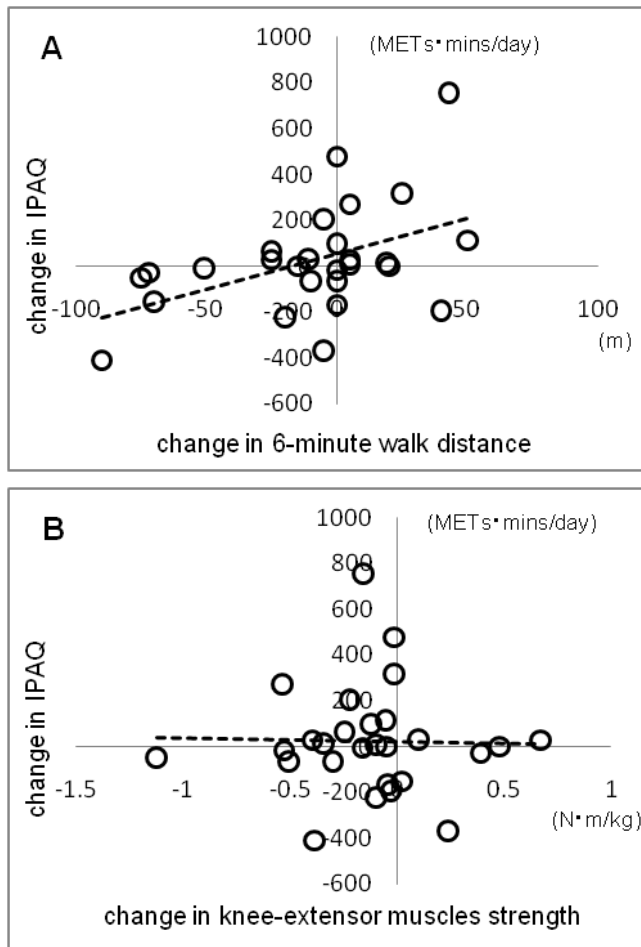 A
(METs・mins/day)
change in IPAQ
1000
800
600
400
200
0
-200
-400
-600
-100
-50
50
100
(m)
change in 6-minute walk distance
B
(METs・mins/day)
change in IPAQ
1000
800
600
400
200
0
-200
-400
-600
-1.5
-1
-0.5
0.5
1
(N・m/kg)
change in knee-extensor muscles strength